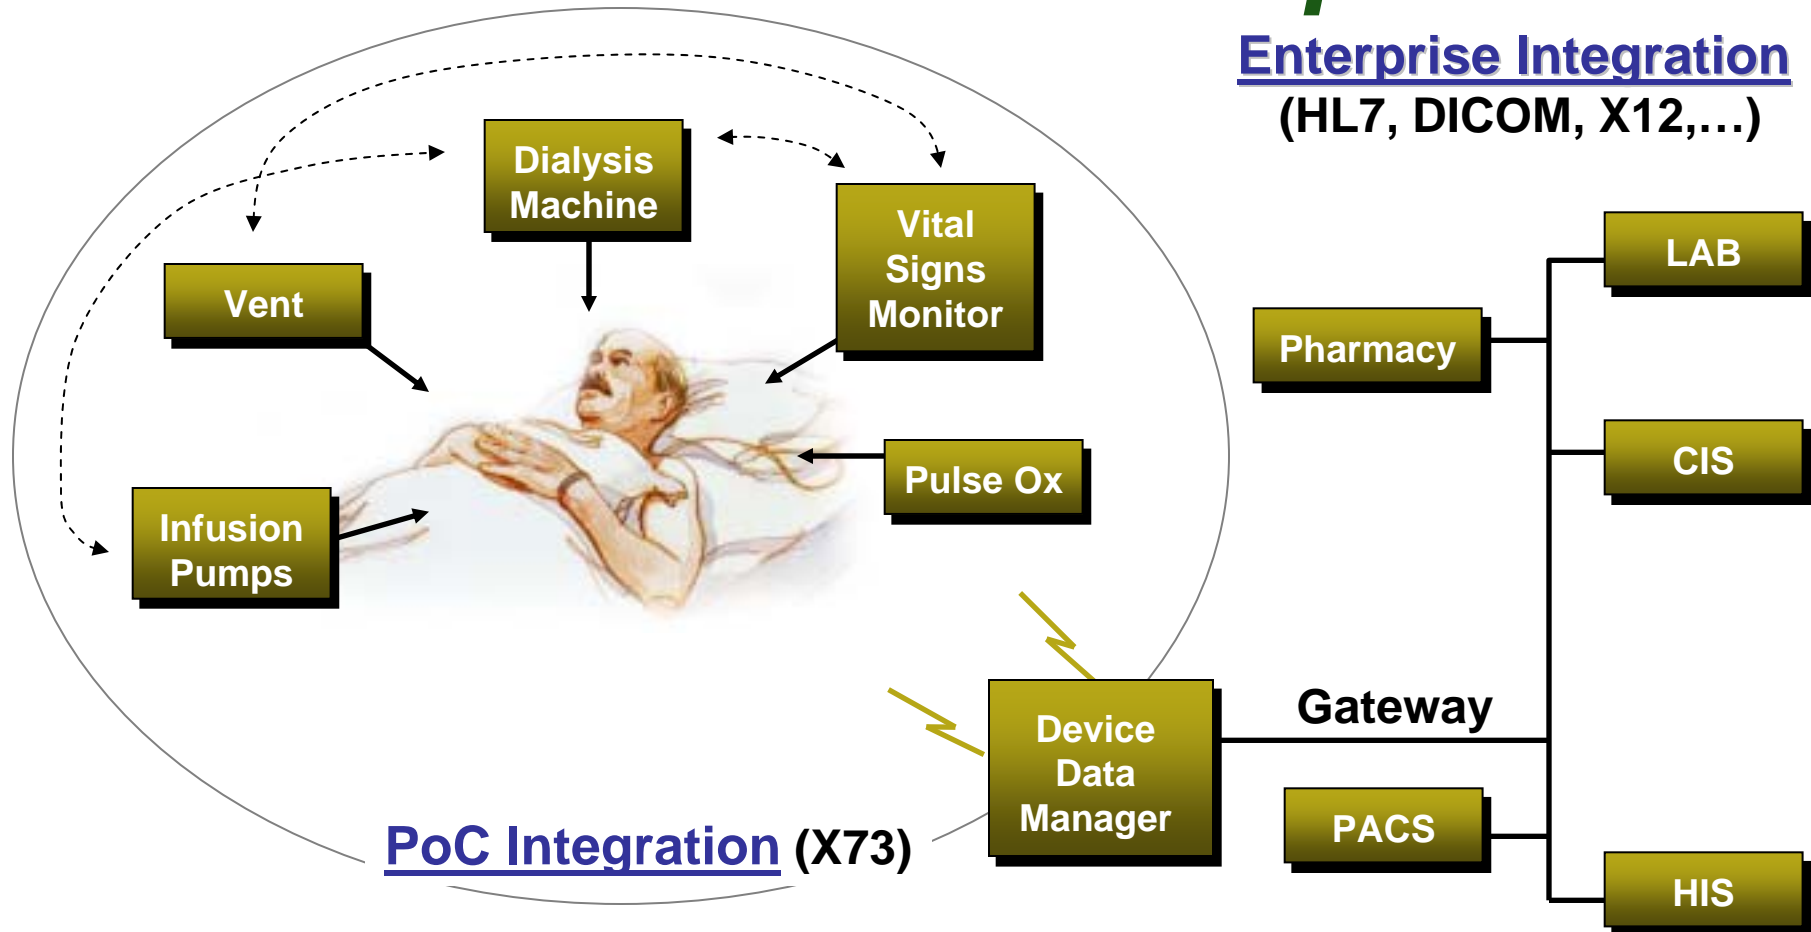 Enterprise Integration
(HL7, DICOM, X12,...)
Dialysis
Machine
Vital
Signs
Monitor
Vent
LAB
Pharmacy
CIS
Pulse Ox
Infusion
Pumps
Gateway
Device
Data
Manager
PACS
PoC Integration (X73)
HIS